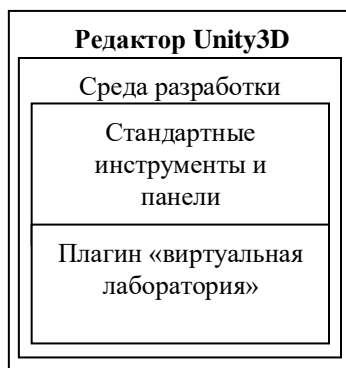 Редактор Unity3D
Среда разработки
Стандартные
инструменты и
панели
Плагин «виртуальная
лаборатория»